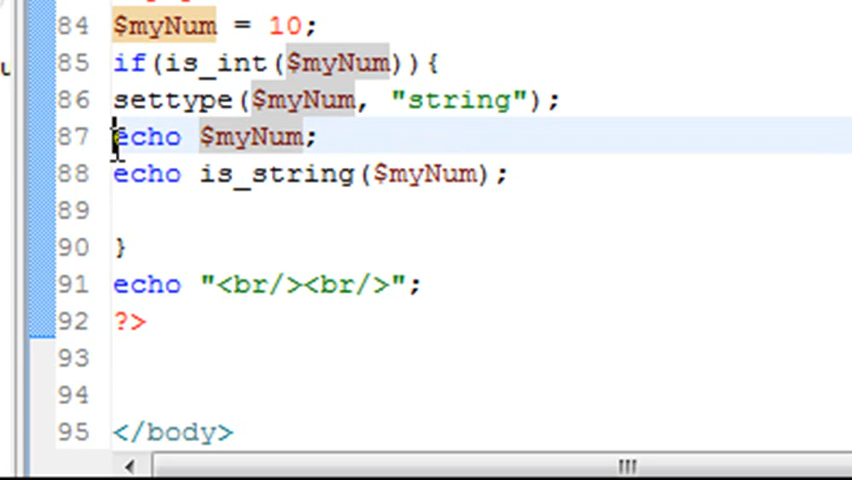 84 $myNum = 10;
85 if(is_int($myNum)){
86 settype($myNum, "string");
87 echo $myNum;
88 echo is_string($myNum);
89
90 }
91 echo "<br/><br/>";
92 ?>
93
94
95 </body>